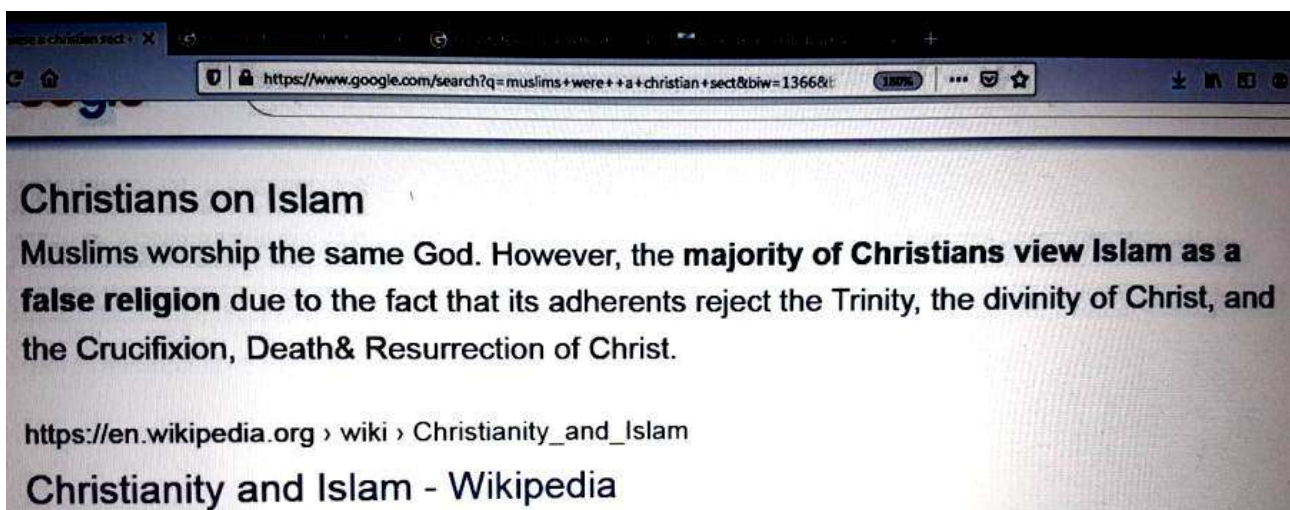 https://www.google.com/search?q=muslims+were++a+christian+sect&biw=1366&
180%
Christians on Islam
Muslims worship the same God. However, the majority of Christians view Islam as a
false religion due to the fact that its adherents reject the Trinity, the divinity of Christ, and
the Crucifixion, Death& Resurrection of Christ.
https://en.wikipedia.org › wiki › Christianity_and_Islam
Christianity and Islam - Wikipedia